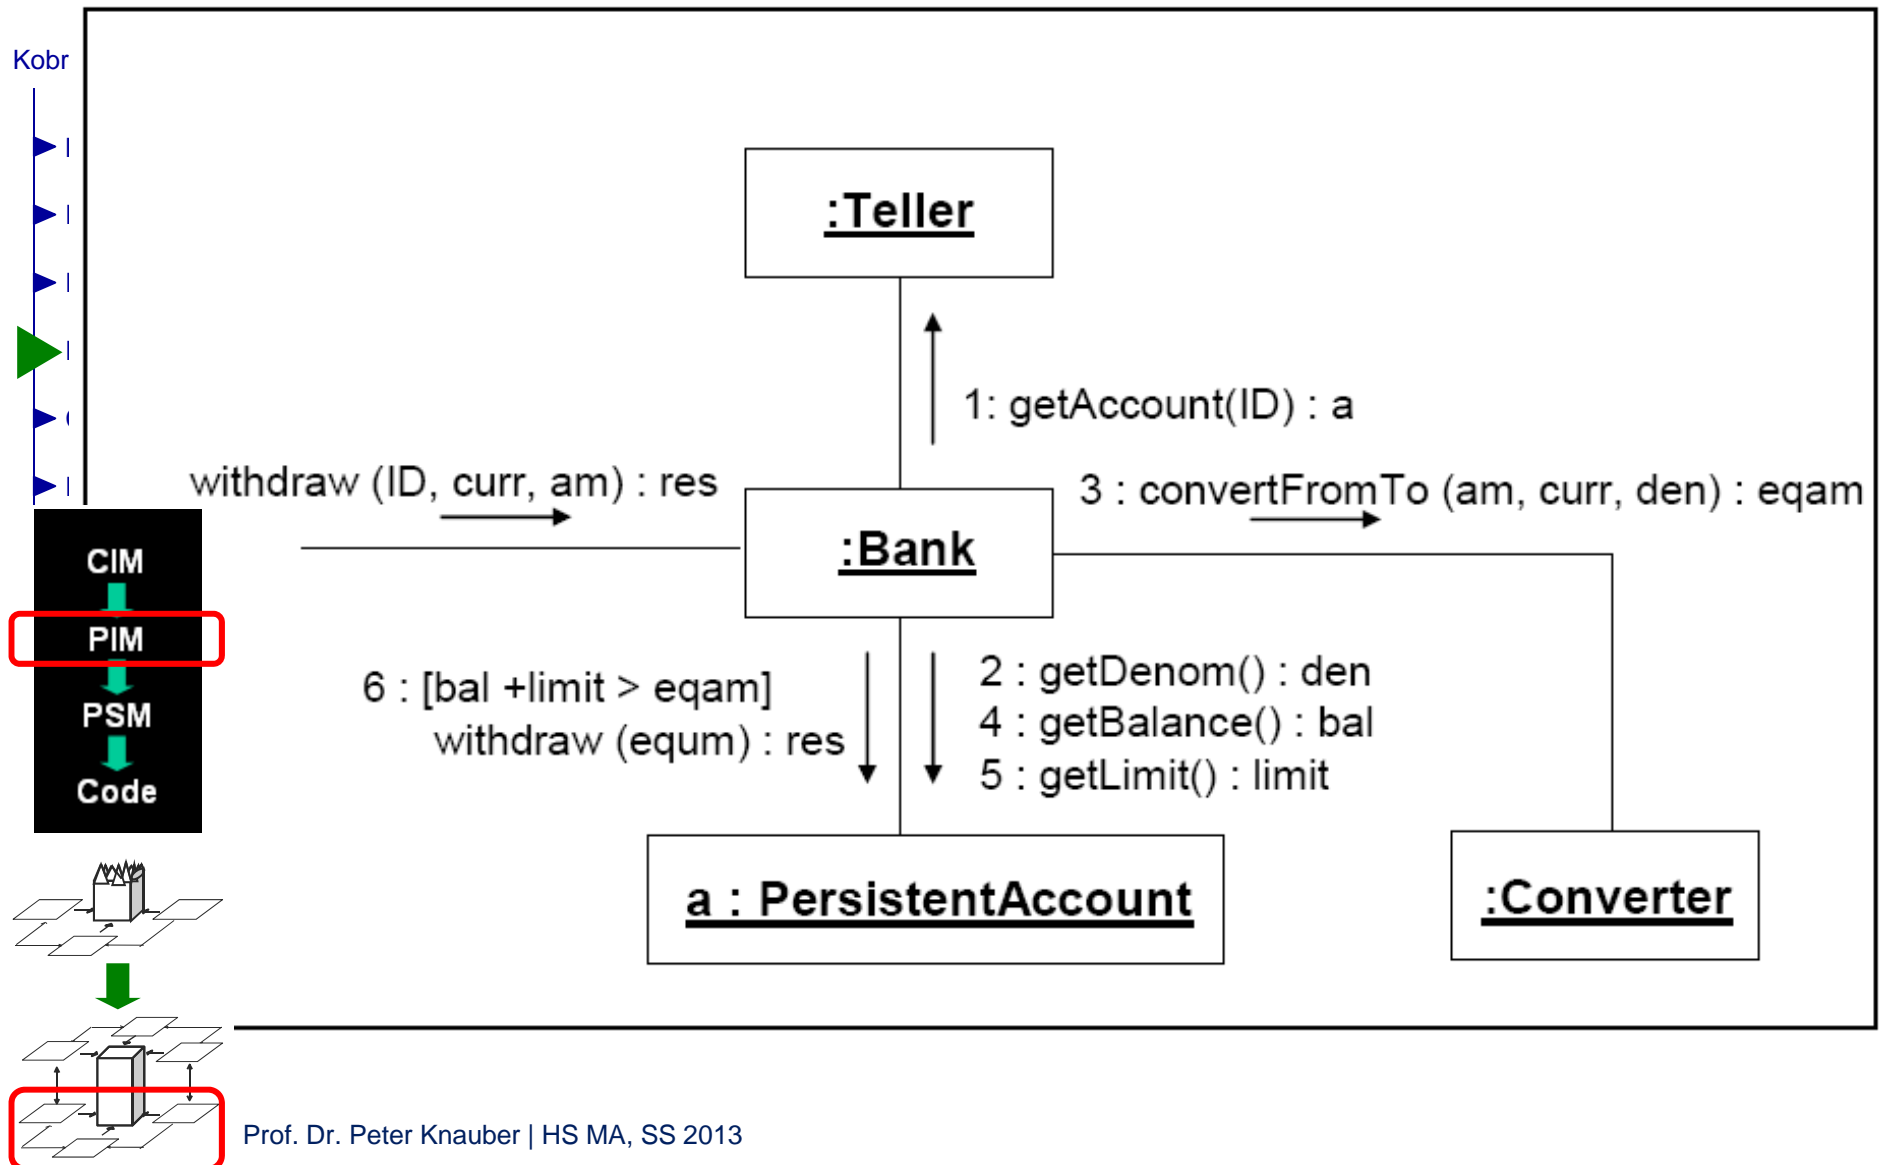 Kobr
:Teller
1: getAccount(ID) : a
withdraw (ID, curr, am) : res
3 : convertFromTo (am, curr, den) : eqam
:Bank
CIM
PIM
PSM
Code
6 : [bal +limit > eqam]
withdraw (equm) : res
2 : getDenom() : den
4 : getBalance() : bal
5 : getLimit() : limit
a : PersistentAccount
:Converter
Prof. Dr. Peter Knauber | HS MA, SS 2013